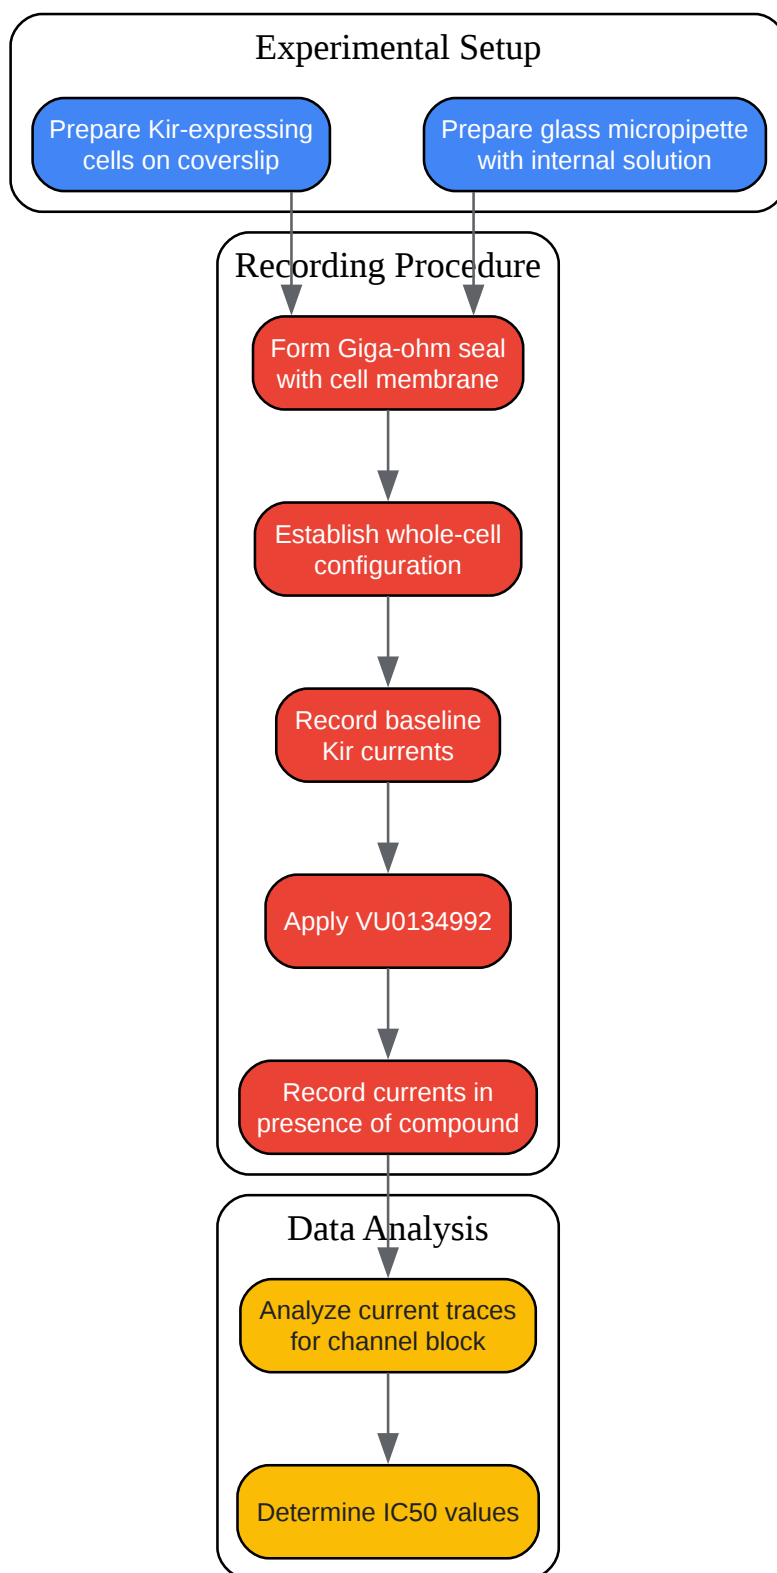 Experimental Setup
Prepare Kir-expressing
cells on coverslip
Prepare glass micropipette
with internal solution
Recording Procedure
Form Giga-ohm seal
with cell membrane
Establish whole-cell
configuration
Record baseline
Kir currents
Apply VU0134992
Record currents in
presence of compound
Data Analysis
Analyze current traces
for channel block
Determine IC50 values